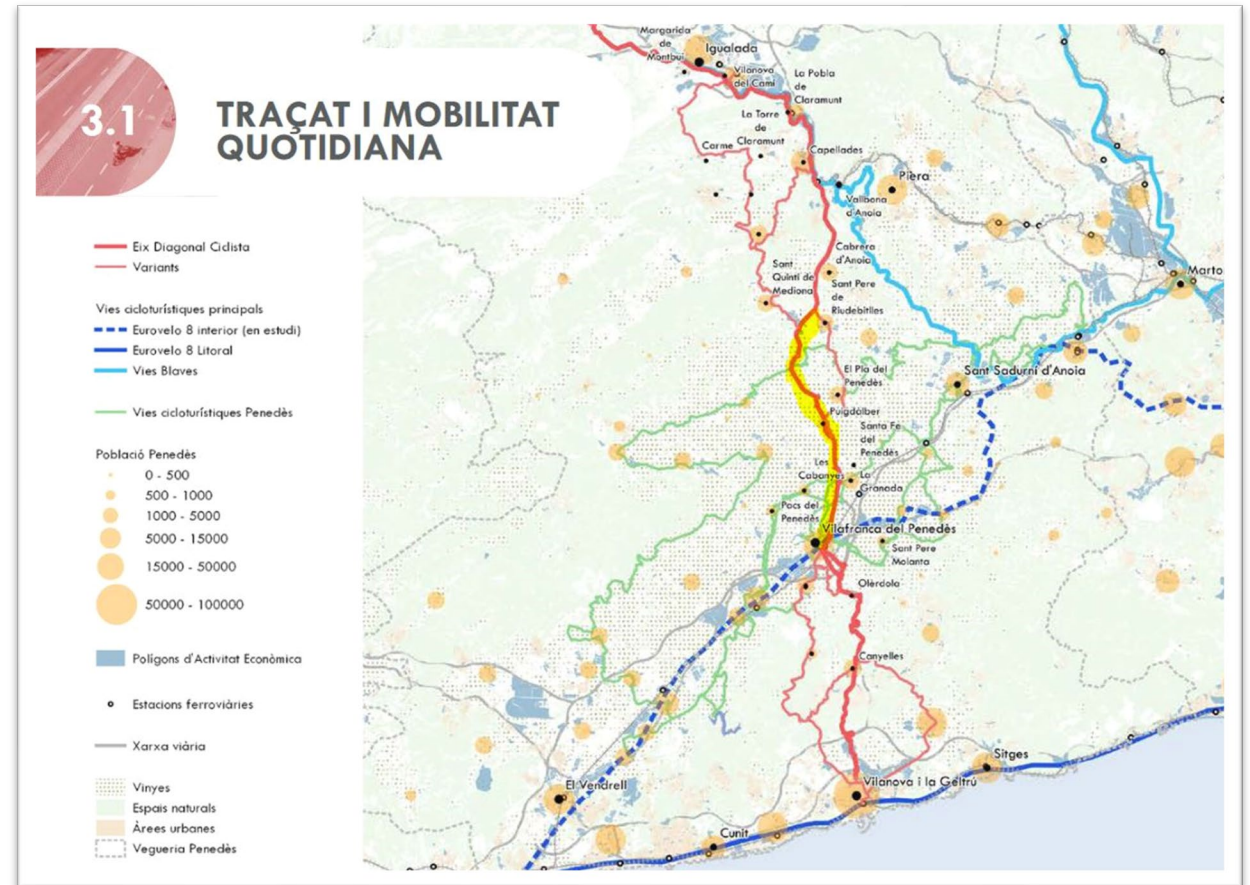 3.1
TRAÇAT I MOBILITAT
QUOTIDIANA
Eix Diagonal Ciclista
Variants
Vies cicloturístiques principals
Eurovelo 8 interior (en estudi)
Eurovelo 8 Litoral
Vies Blaves
Vies cicloturístiques Penedès
Població Penedès
0 - 500
500 - 1000
1000 - 5000
5000 - 15000
15000 - 50000
50000 - 100000
Polígons d'Activitat Econòmica
Estacions ferroviàries
Xarxa viària
Vinyes
Espais naturals
Àrees urbanes
Vegueria Penedès
Margarida
de
Montbui
Igualada
Vilanova
del Camí
La Pobla
de
Claramunt
La Torre
de
Claramunt
Carme
Capellades
Piera
Vallbona
d'Anoia
Cabrera
d'Anoia
Sant
Quintí de
Mediona
Sant Pere
de
Riudebitlles
Marto
Sant Sadurní d'Anoia
El Pla del
Penedès
Puigdàlber
Santa Fe
del
Penedès
Les
Cabanyes
La
Granada
Pacs del
Penedès
Vilafranca del Penedès
Sant Pere
Molanta
Olèrdola
Canyelles
Sitges
Vilanova i la Geltrú
El Vendrell
Cunit